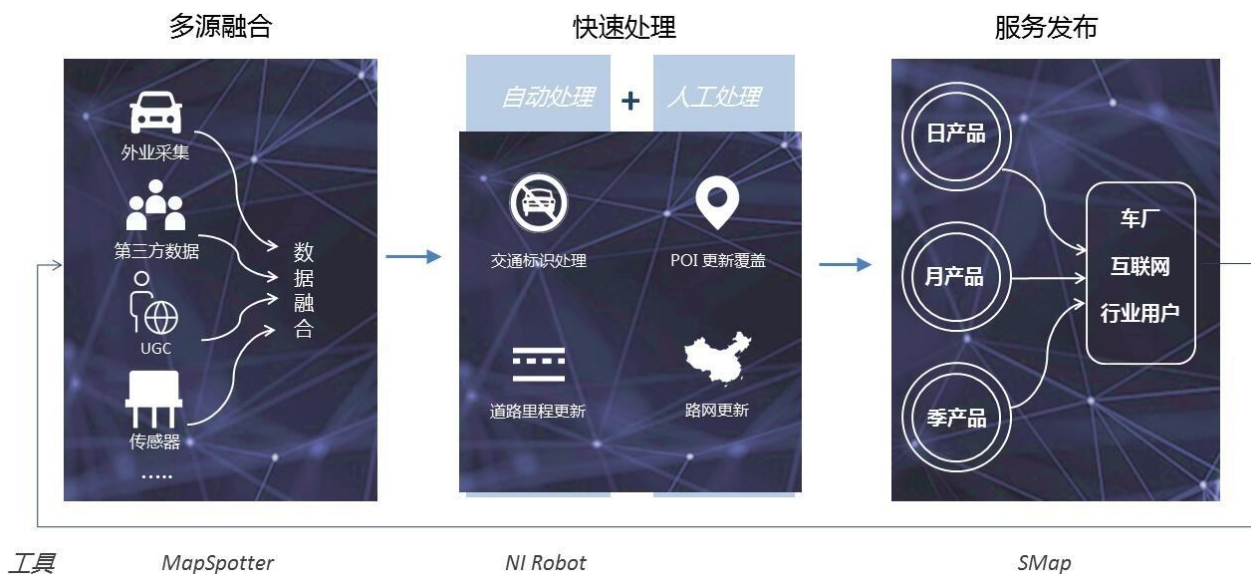 多源融合
快速处理
服务发布
外业采集
第三方数据
UGC
传感器
.....
数据融合
自动处理 + 人工处理
交通标识处理
POI 更新覆盖
道路里程更新
路网更新
日产品
月产品
季产品
车厂
互联网
行业用户
工具
MapSpotter
NI Robot
SMap